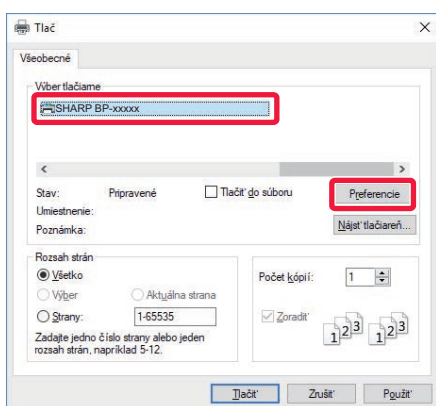 Tlač
Všeobecné
Výber tlačiarne
SHARP BP-xxxxx
Stav: Pripravené
Tlačiť do súboru
Preferencie
Umiestnenie:
Poznámka:
Nájsť tlačiareň...
Rozsah strán
Všetko
Výber
Aktuálna strana
Strany: 1-65535
Zadajte jedno číslo strany alebo jeden
rozsah strán, napríklad 5-12.
Počet kópií: 1
Zoradiť
1 2 3 1 2 3
Tlačiť Zrušiť Použiť